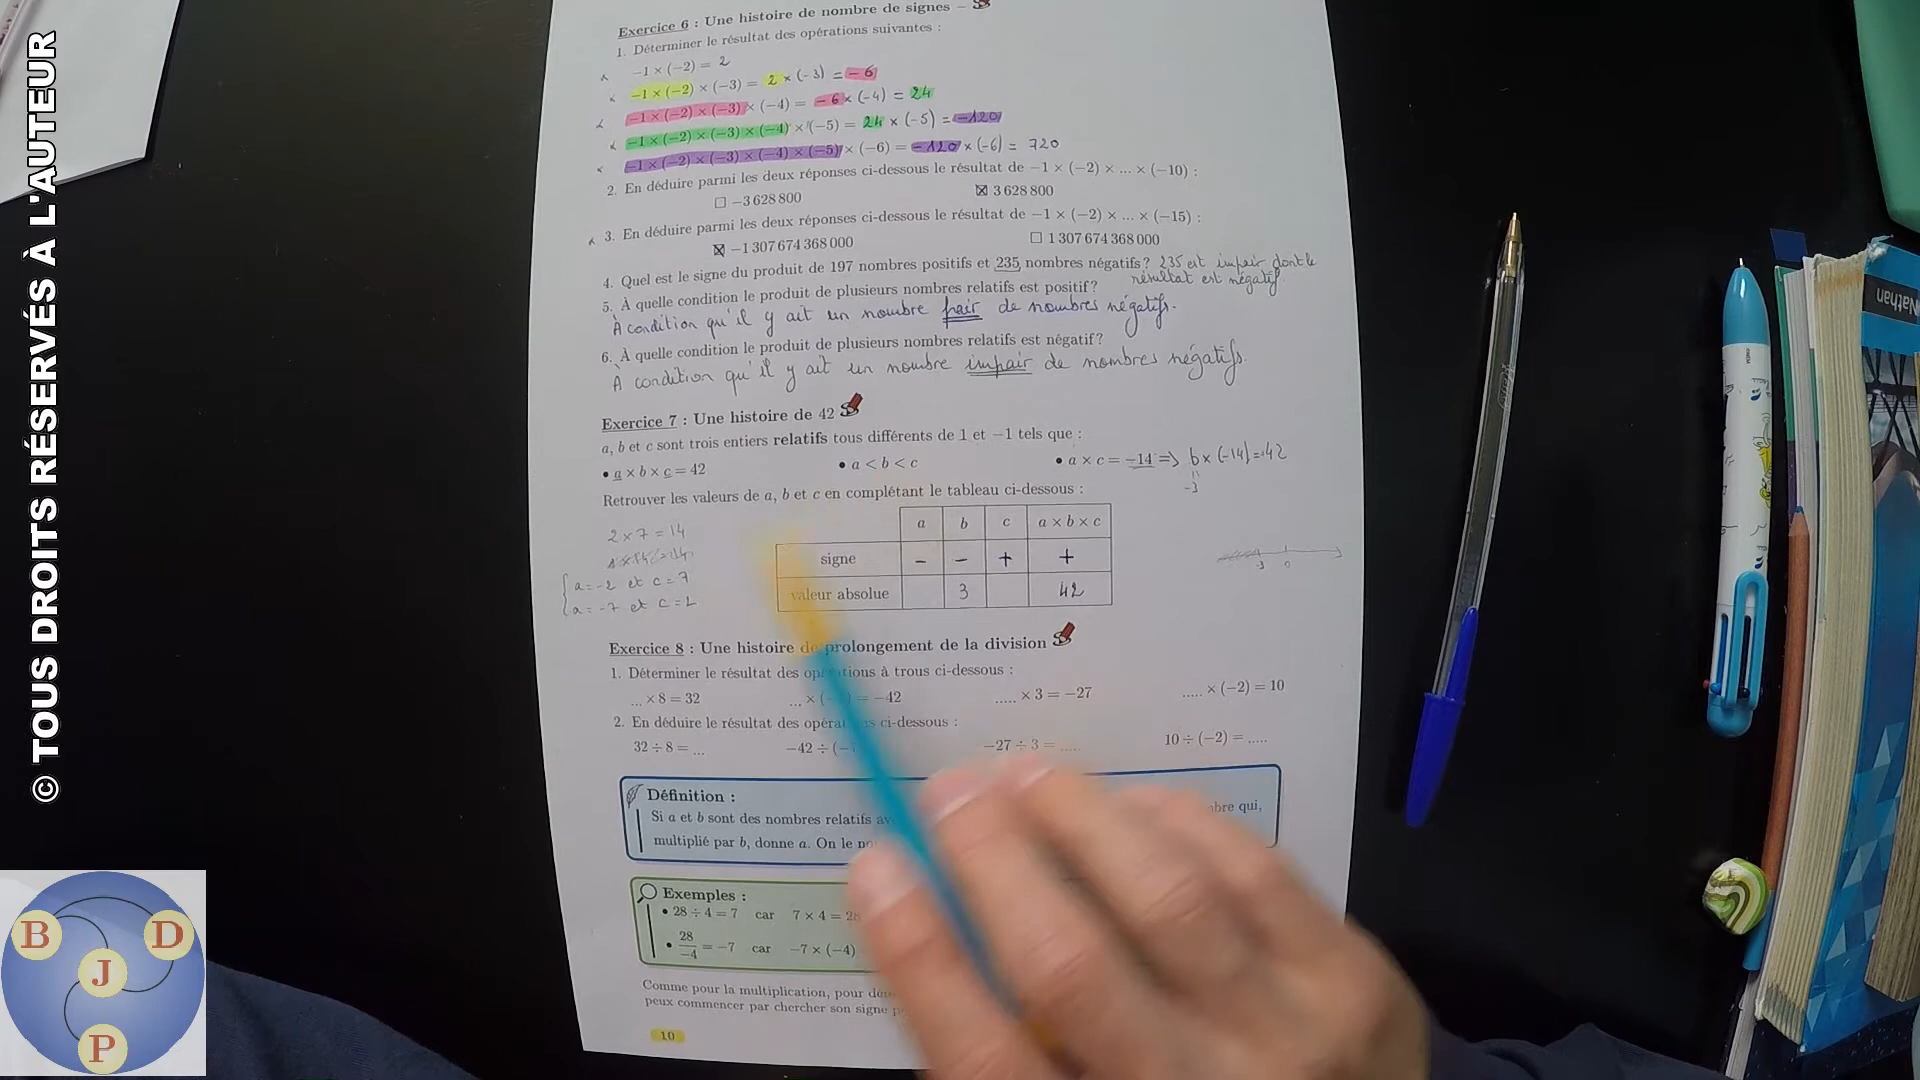 © TOUS DROITS RÉSERVÉS À L'AUTEUR
Exercice 6 : Une histoire de nombre de signes –
1. Déterminer le résultat des opérations suivantes :
−1 × (−2) = 2
−1 × (−2) × (−3) = 2 × (−3) = −6
−1 × (−2) × (−3) × (−4) = −6 × (−4) = 24
−1 × (−2) × (−3) × (−4) × (−5) = 24 × (−5) = −120
−1 × (−2) × (−3) × (−4) × (−5) × (−6) = −120 × (−6) = 720
2. En déduire parmi les deux réponses ci-dessous le résultat de −1 × (−2) × ... × (−10) :
☐ −3 628 800 ☒ 3 628 800
3. En déduire parmi les deux réponses ci-dessous le résultat de −1 × (−2) × ... × (−15) :
☒ −1 307 674 368 000 ☐ 1 307 674 368 000
4. Quel est le signe du produit de 197 nombres positifs et 235 nombres négatifs ? 235 est impair dont le
résultat est négatif
5. À quelle condition le produit de plusieurs nombres relatifs est positif ?
À condition qu'il y ait un nombre pair de nombres négatifs.
6. À quelle condition le produit de plusieurs nombres relatifs est négatif ?
À condition qu'il y ait un nombre impair de nombres négatifs.
Exercice 7 : Une histoire de 42
a, b et c sont trois entiers relatifs tous différents de 1 et −1 tels que :
• a × b × c = 42 • a < b < c • a × c = −14 => b × (−14) = 42
-3
Retrouver les valeurs de a, b et c en complétant le tableau ci-dessous :
2 × 7 = 14
a = -2 et c = 7
a = -7 et c = 2
a b c a × b × c
signe − − + +
valeur absolue 3 42
-3 0
Exercice 8 : Une histoire de prolongement de la division
1. Déterminer le résultat des opérations à trous ci-dessous :
... × 8 = 32 ... × (− ) = −42 ..... × 3 = −27 ..... × (−2) = 10
2. En déduire le résultat des opérations ci-dessous :
32 ÷ 8 = ... −42 ÷ (− −27 ÷ 3 = ..... 10 ÷ (−2) = .....
Définition :
Si a et b sont des nombres relatifs qui,
multiplié par b, donne a. On le
Exemples :
• 28 ÷ 4 = 7 car 7 × 4 = 28
• 28/−4 = −7 car −7 × (−4)
Comme pour la multiplication, pour
peux commencer par chercher son signe
10
Nathan
B D
J
P